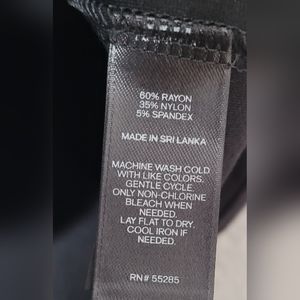 60% RAYON
35% NYLON
5% SPANDEX
MADE IN SRI LANKA
MACHINE WASH COLD
WITH LIKE COLORS.
GENTLE CYCLE.
ONLY NON-CHLORINE
BLEACH WHEN
NEEDED.
LAY FLAT TO DRY.
COOL IRON IF
NEEDED.
RN# 55285